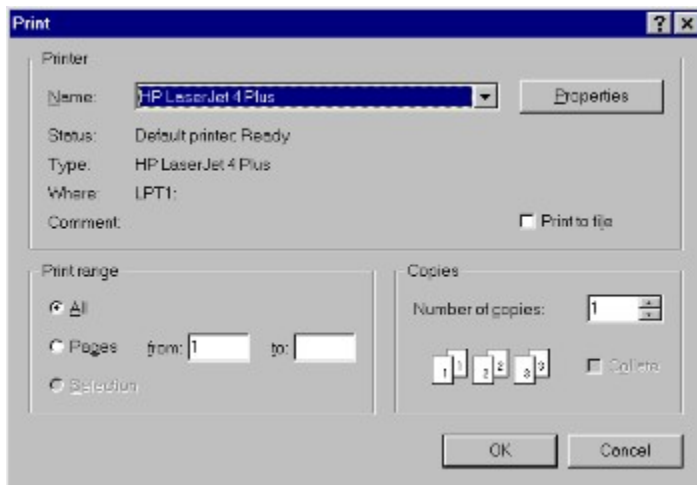 Print
Printer
Name: HP LaserJet 4 Plus Properties
Status: Default printer: Ready
Type: HP LaserJet 4 Plus
Where: LPT1:
Comment: Print to file
Print range
All
Pages from: 1 to:
Selection
Copies
Number of copies: 1
1 1 2 2 3 3 Collate
OK Cancel